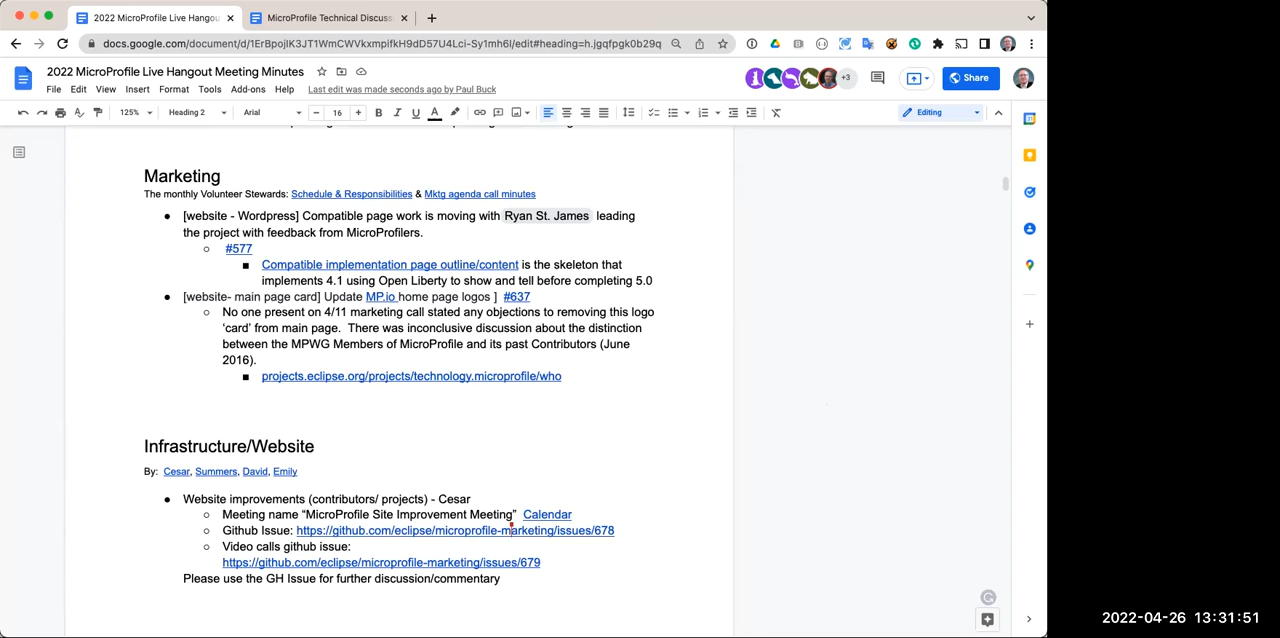 2022 MicroProfile Live Hangou
MicroProfile Technical Discuss
docs.google.com/document/d/1ErBpojIK3JT1WmCWVkxmpifkH9dD57U4Lci-Sy1mh6I/edit#heading=h.jgqfpgk0b29q
2022 MicroProfile Live Hangout Meeting Minutes
+3
Share
File Edit View Insert Format Tools Add-ons Help Last edit was made seconds ago by Paul Buck
125% Heading 2 Arial 16 B I U A Editing
Marketing
The monthly Volunteer Stewards: Schedule & Responsibilities & Mktg agenda call minutes
● [website - Wordpress] Compatible page work is moving with Ryan St. James leading
the project with feedback from MicroProfilers.
○ #577
■ Compatible implementation page outline/content is the skeleton that
implements 4.1 using Open Liberty to show and tell before completing 5.0
● [website- main page card] Update MP.io home page logos ] #637
○ No one present on 4/11 marketing call stated any objections to removing this logo
‘card’ from main page. There was inconclusive discussion about the distinction
between the MPWG Members of MicroProfile and its past Contributors (June
2016).
■ projects.eclipse.org/projects/technology.microprofile/who
Infrastructure/Website
By: Cesar, Summers, David, Emily
● Website improvements (contributors/ projects) - Cesar
○ Meeting name “MicroProfile Site Improvement Meeting” Calendar
○ Github Issue: https://github.com/eclipse/microprofile-marketing/issues/678
○ Video calls github issue:
https://github.com/eclipse/microprofile-marketing/issues/679
Please use the GH Issue for further discussion/commentary
2022-04-26 13:31:51